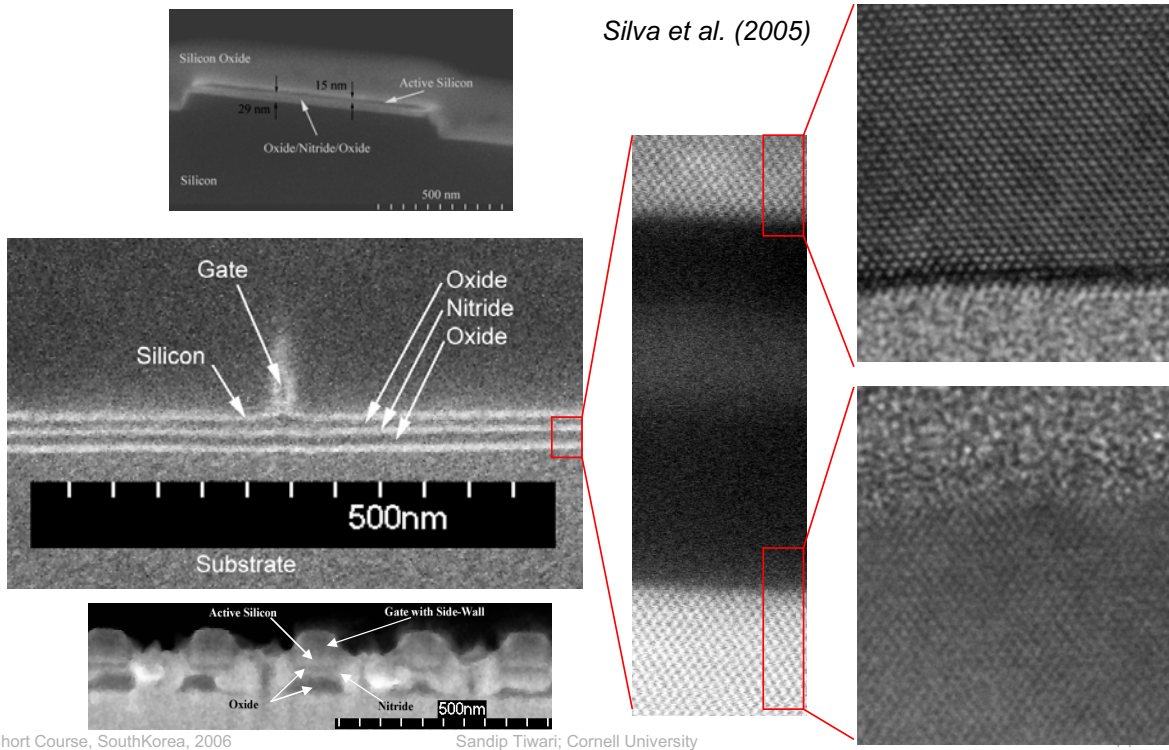 Silva et al. (2005)
Silicon Oxide
15 nm
Active Silicon
29 nm
Oxide/Nitride/Oxide
Silicon
500 nm
Gate
Oxide
Nitride
Oxide
Silicon
500nm
Substrate
Active Silicon
Gate with Side-Wall
Oxide
Nitride
500nm
hort Course, SouthKorea, 2006
Sandip Tiwari; Cornell University